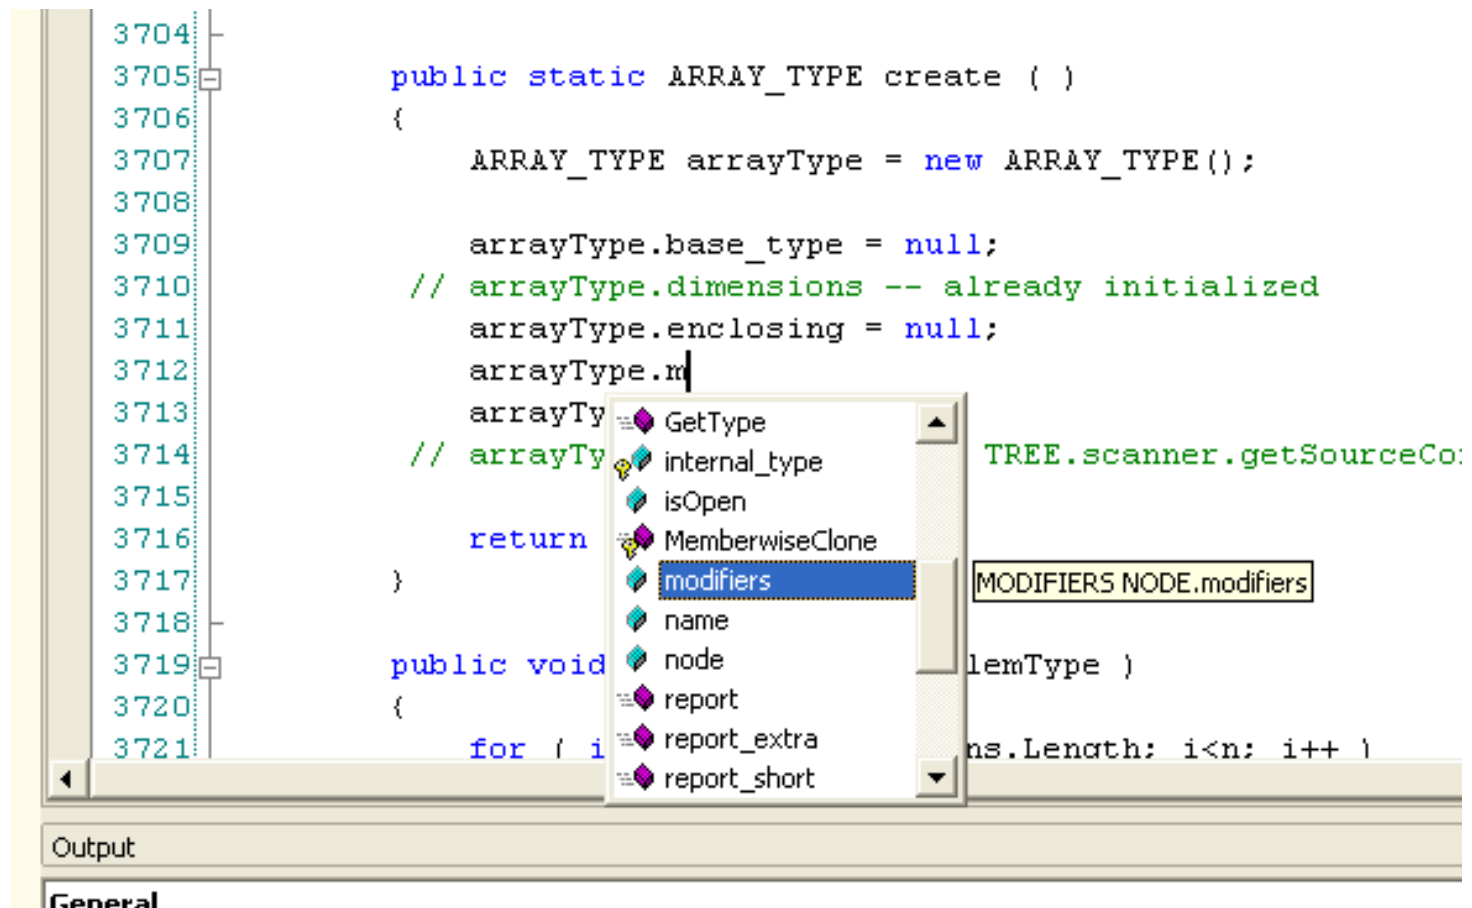 3704
3705 public static ARRAY_TYPE create ( )
3706 {
3707 ARRAY_TYPE arrayType = new ARRAY_TYPE();
3708
3709 arrayType.base_type = null;
3710 // arrayType.dimensions -- already initialized
3711 arrayType.enclosing = null;
3712 arrayType.m
3713 arrayTy
3714 // arrayTy TREE.scanner.getSourceCo
3715
3716 return
3717 }
3718
3719 public void lemType )
3720 {
3721 for ( i ns.Length; i<n; i++ )
GetType
internal_type
isOpen
MemberwiseClone
modifiers
MODIFIERS NODE.modifiers
name
node
report
report_extra
report_short
Output
General